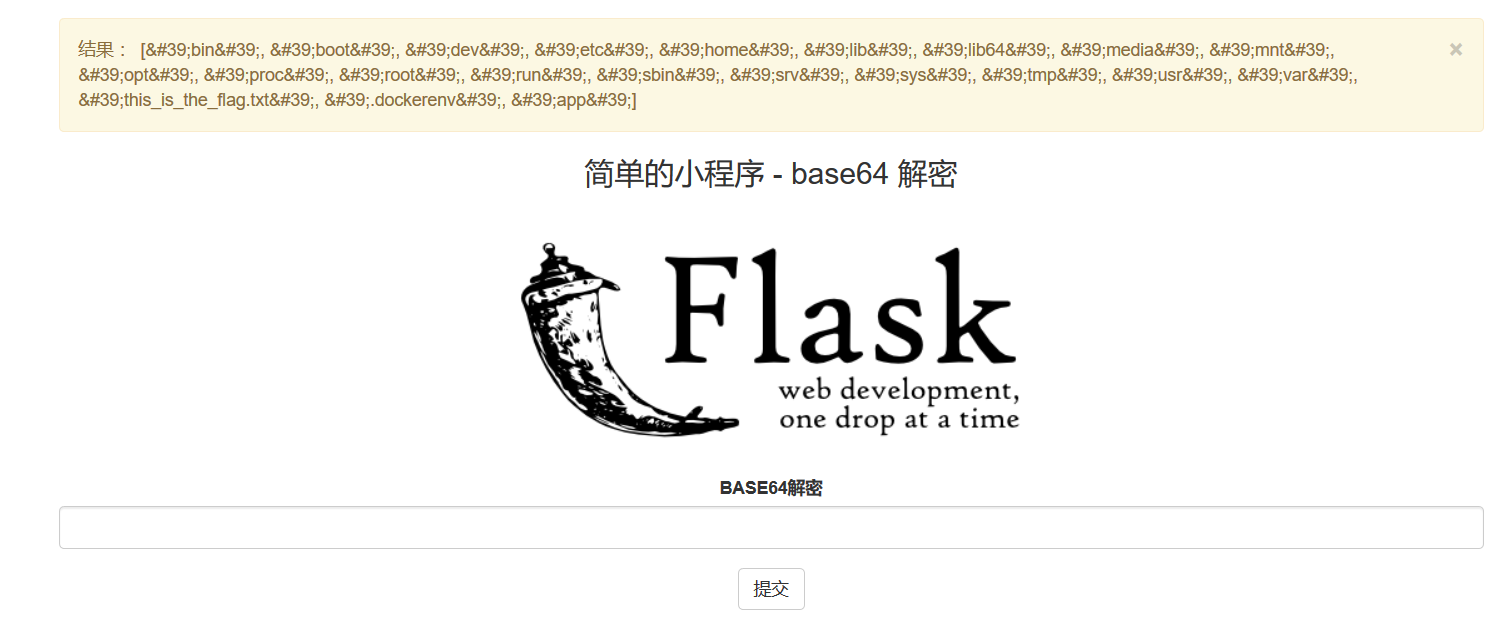 结果 : [&#39;bin&#39;, &#39;boot&#39;, &#39;dev&#39;, &#39;etc&#39;, &#39;home&#39;, &#39;lib&#39;, &#39;lib64&#39;, &#39;media&#39;, &#39;mnt&#39;,
&#39;opt&#39;, &#39;proc&#39;, &#39;root&#39;, &#39;run&#39;, &#39;sbin&#39;, &#39;srv&#39;, &#39;sys&#39;, &#39;tmp&#39;, &#39;usr&#39;, &#39;var&#39;,
&#39;this_is_the_flag.txt&#39;, &#39;.dockerenv&#39;, &#39;app&#39;]
×
简单的小程序 - base64 解密
Flask
web development,
one drop at a time
BASE64解密
提交